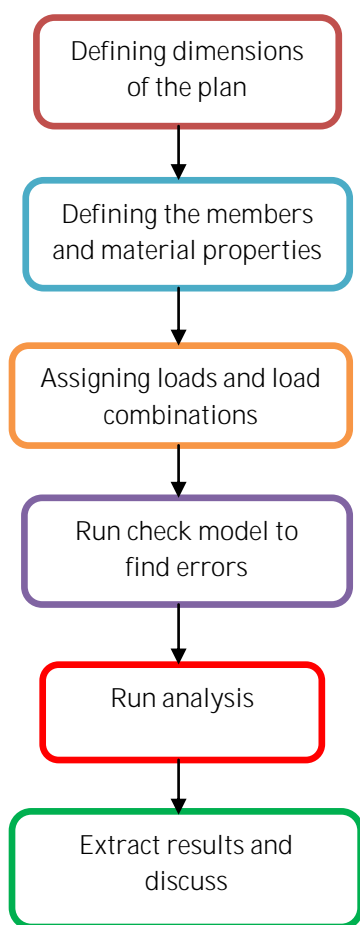 Defining dimensions
of the plan
Defining the members
and material properties
Assigning loads and load
combinations
Run check model to
find errors
Run analysis
Extract results and
discuss